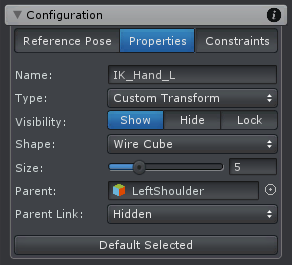 Configuration
Reference Pose Properties Constraints
Name: IK_Hand_L
Type: Custom Transform
Visibility: Show Hide Lock
Shape: Wire Cube
Size: 5
Parent: LeftShoulder
Parent Link: Hidden
Default Selected